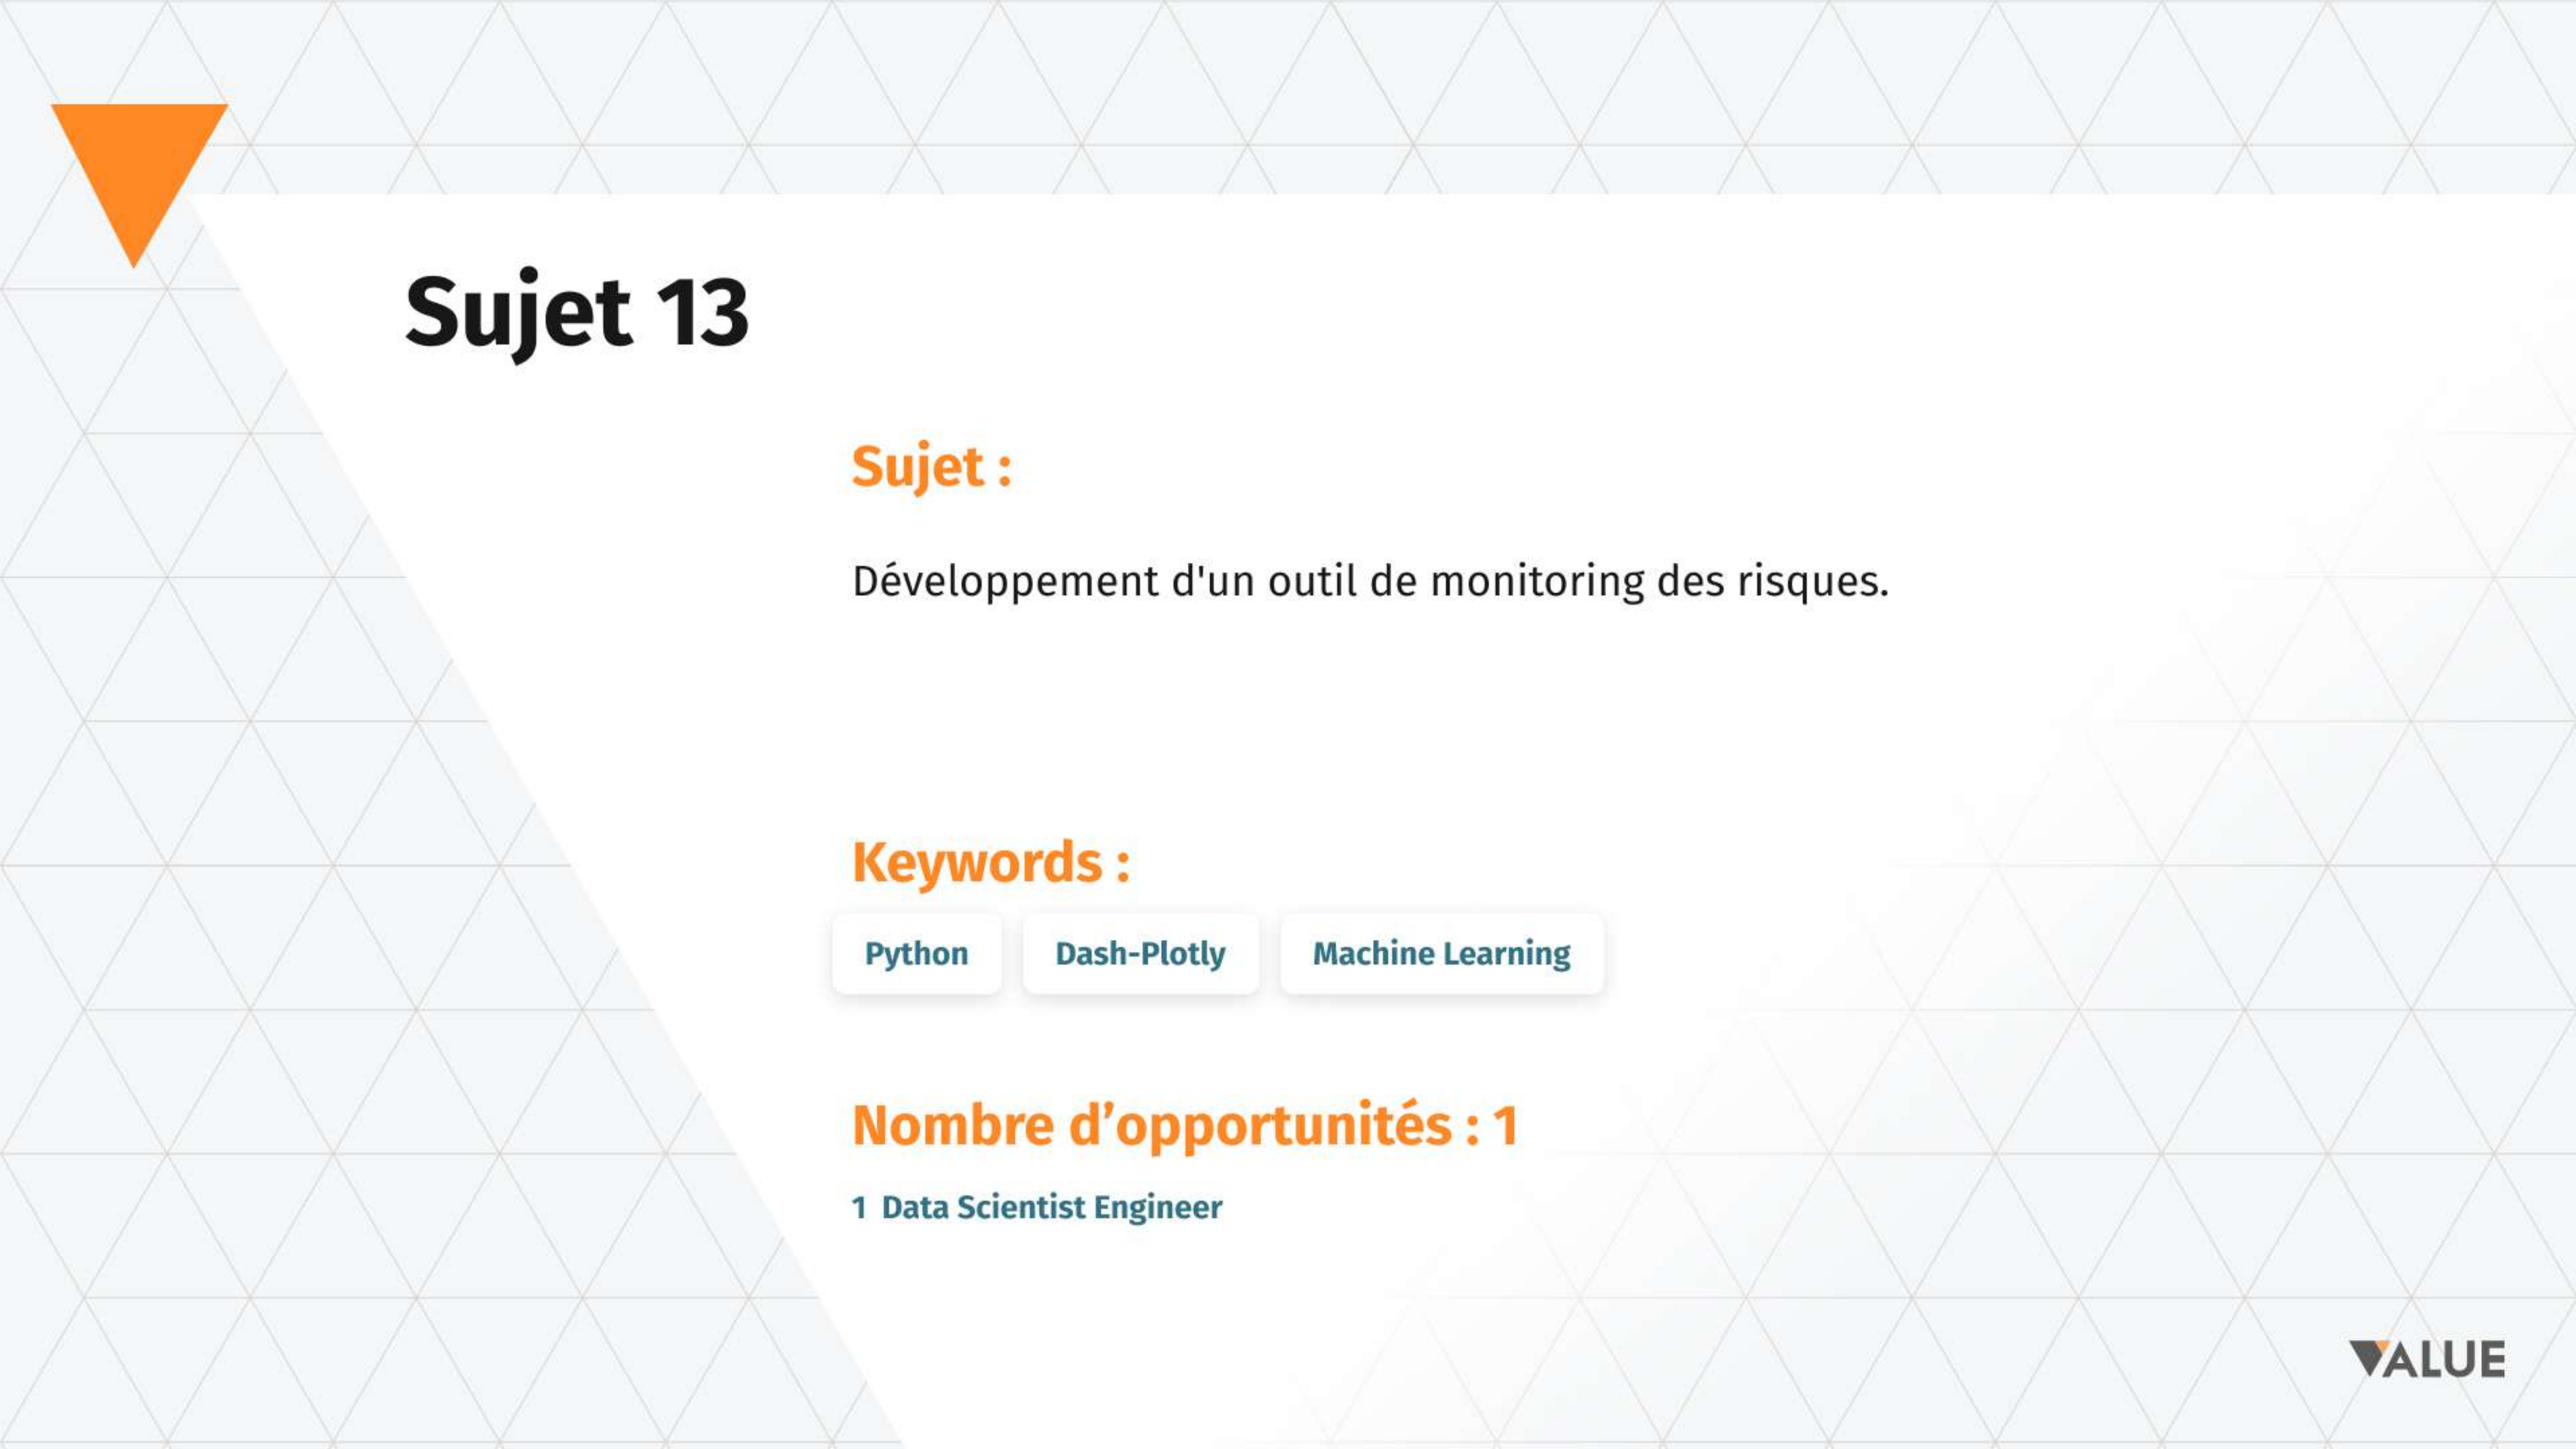 Sujet 13
Sujet :
Développement d'un outil de monitoring des risques.
Keywords :
Python Dash-Plotly Machine Learning
Nombre d’opportunités : 1
1 Data Scientist Engineer
VALUE